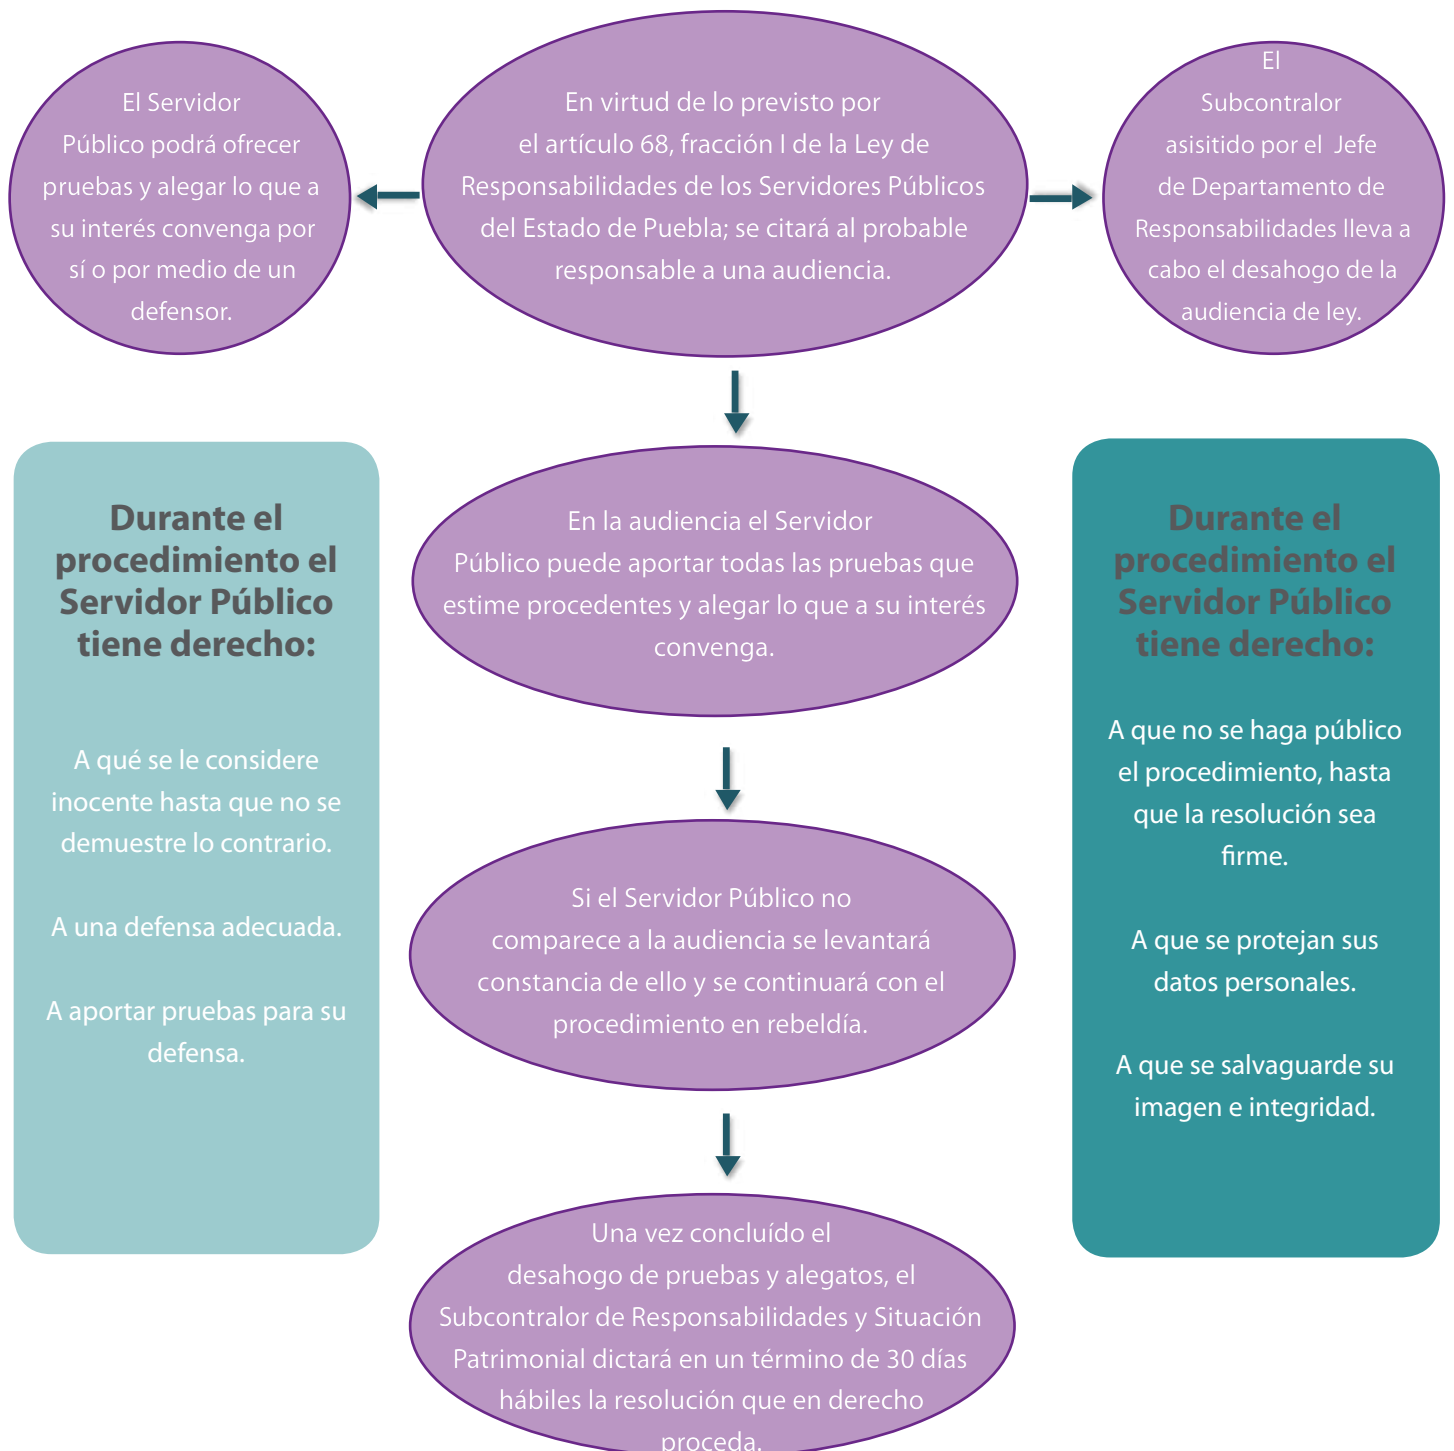 El Servidor
Público podrá ofrecer
pruebas y alegar lo que a
su interés convenga por
sí o por medio de un
defensor.
En virtud de lo previsto por
el artículo 68, fracción I de la Ley de
Responsabilidades de los Servidores Públicos
del Estado de Puebla; se citará al probable
responsable a una audiencia.
El
Subcontralor
asisitido por el Jefe
de Departamento de
Responsabilidades lleva a
cabo el desahogo de la
audiencia de ley.
Durante el
procedimiento el
Servidor Público
tiene derecho:
A qué se le considere
inocente hasta que no se
demuestre lo contrario.
A una defensa adecuada.
A aportar pruebas para su
defensa.
En la audiencia el Servidor
Público puede aportar todas las pruebas que
estime procedentes y alegar lo que a su interés
convenga.
Si el Servidor Público no
comparece a la audiencia se levantará
constancia de ello y se continuará con el
procedimiento en rebeldía.
Una vez concluído el
desahogo de pruebas y alegatos, el
Subcontralor de Responsabilidades y Situación
Patrimonial dictará en un término de 30 días
hábiles la resolución que en derecho
proceda.
Durante el
procedimiento el
Servidor Público
tiene derecho:
A que no se haga público
el procedimiento, hasta
que la resolución sea
firme.
A que se protejan sus
datos personales.
A que se salvaguarde su
imagen e integridad.